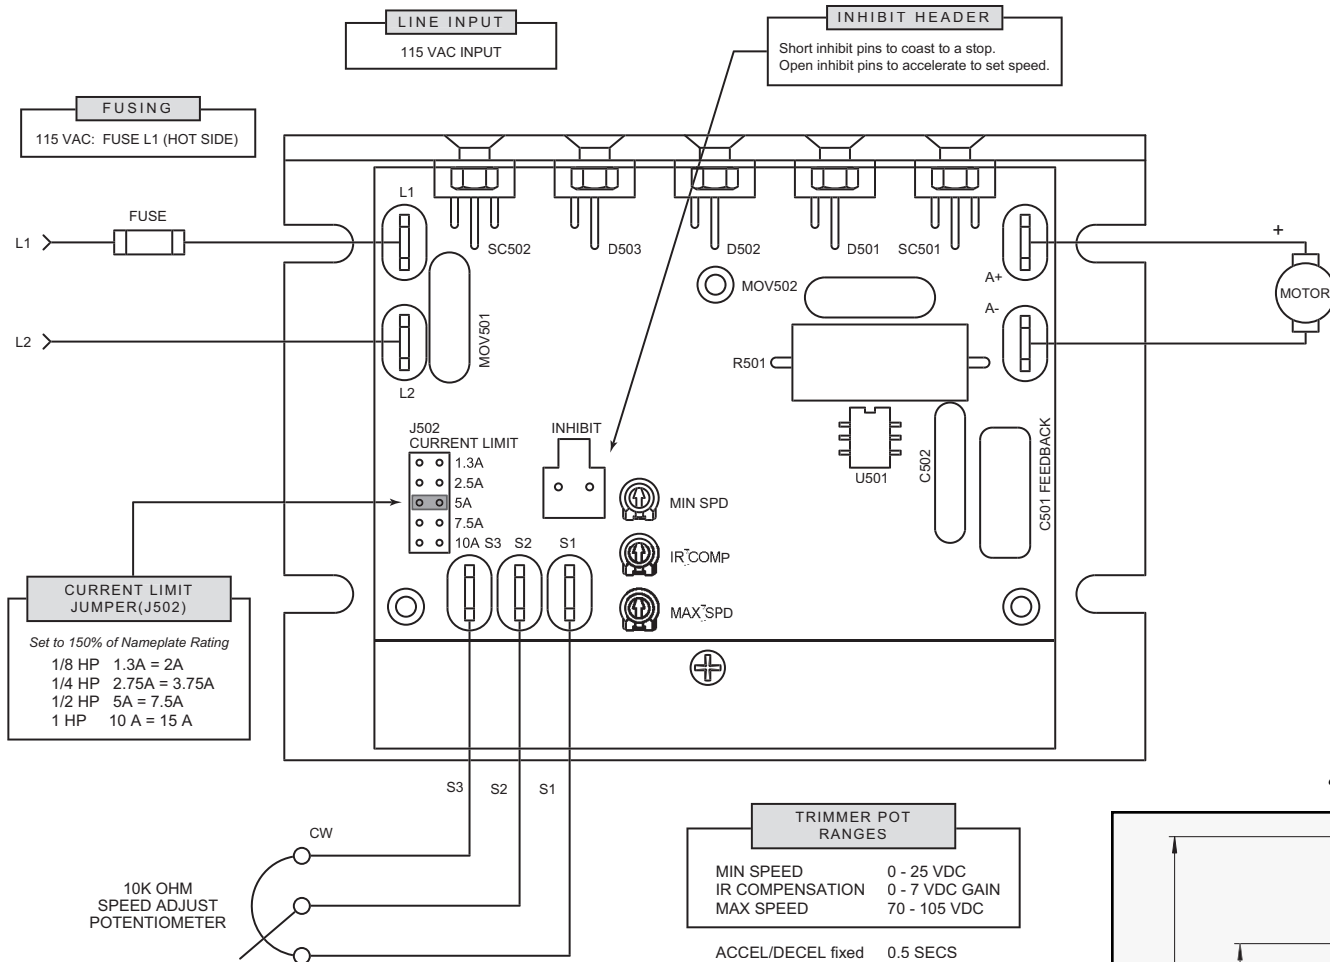 LINE INPUT
115 VAC INPUT
INHIBIT HEADER
Short inhibit pins to coast to a stop.
Open inhibit pins to accelerate to set speed.
FUSING
115 VAC: FUSE L1 (HOT SIDE)
L1
FUSE
L1
SC502
D503
D502
D501
SC501
+
A+
A-
MOTOR
MOV502
L2
MOV501
L2
R501
J502
CURRENT LIMIT
1.3A
2.5A
5A
7.5A
10A
INHIBIT
U501
C502
C501 FEEDBACK
MIN SPD
IR COMP
MAX SPD
S3
S2
S1
CURRENT LIMIT
JUMPER(J502)
Set to 150% of Nameplate Rating
1/8 HP 1.3A = 2A
1/4 HP 2.75A = 3.75A
1/2 HP 5A = 7.5A
1 HP 10 A = 15 A
S3
S2
S1
CW
10K OHM
SPEED ADJUST
POTENTIOMETER
TRIMMER POT
RANGES
MIN SPEED 0 - 25 VDC
IR COMPENSATION 0 - 7 VDC GAIN
MAX SPEED 70 - 105 VDC
ACCEL/DECEL fixed 0.5 SECS